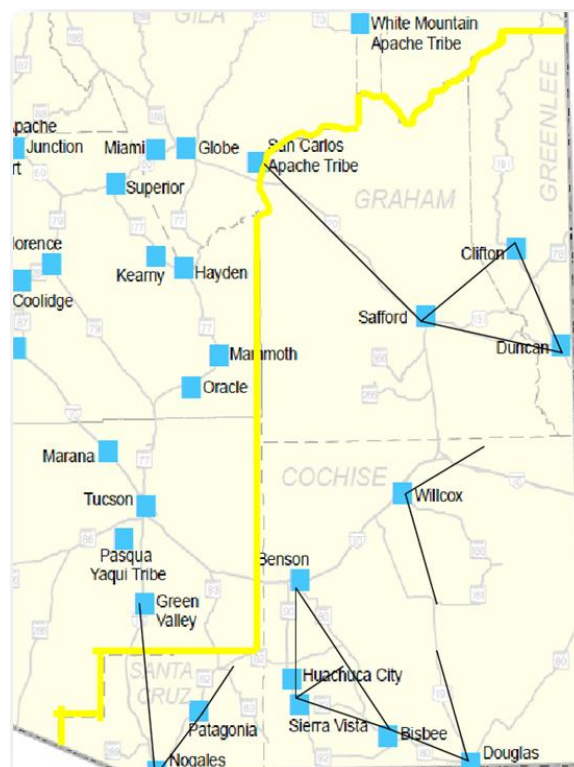 GILA
White Mountain
Apache Tribe
Apache
Junction
rt
Miami
Globe
San Carlos
Apache Tribe
Superior
GRAHAM
GREENLEE
lorence
Kearny
Hayden
Clifton
Coolidge
Safford
Duncan
Mammoth
Oracle
Marana
COCHISE
Tucson
Willcox
Pasqua
Yaqui Tribe
Benson
Green
Valley
SANTA
CRUZ
Huachuca City
Patagonia
Sierra Vista
Bisbee
Nogales
Douglas